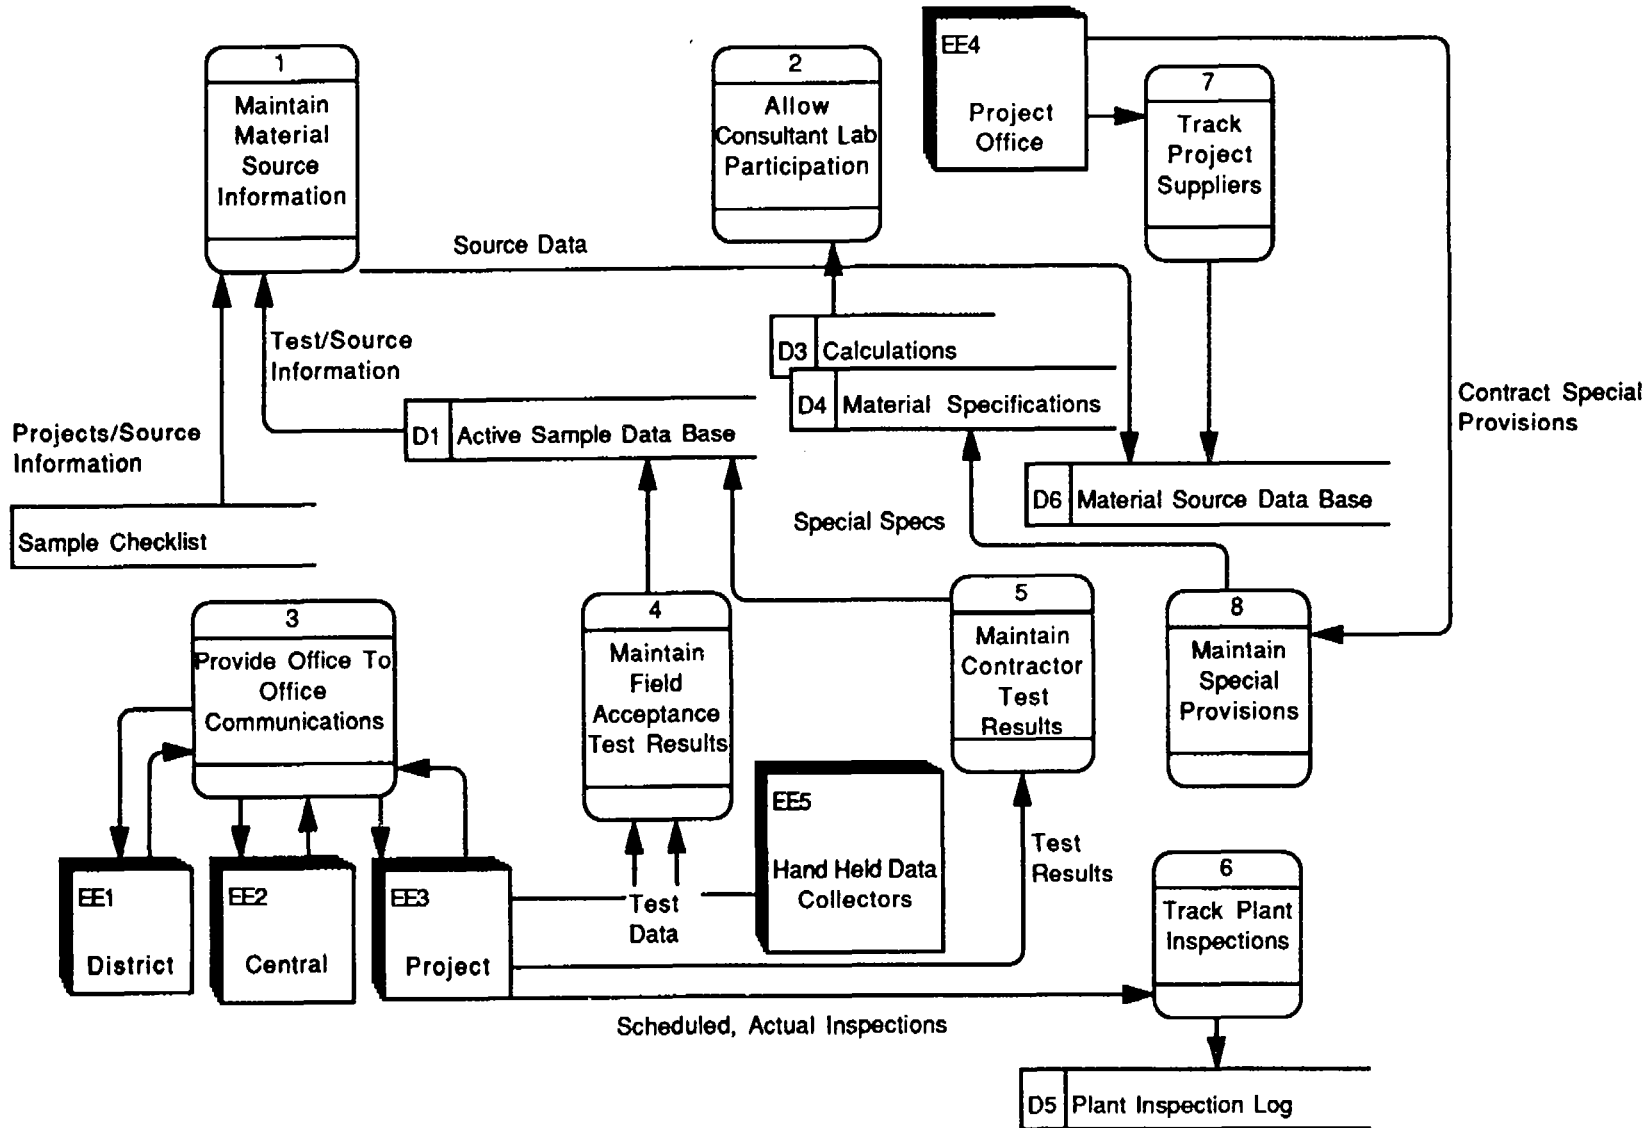 1
Maintain
Material
Source
Information
2
Allow
Consultant Lab
Participation
EE4
Project
Office
7
Track
Project
Suppliers
Source Data
Test/Source
Information
D3 Calculations
D4 Material Specifications
Contract Special
Provisions
Projects/Source
Information
D1 Active Sample Data Base
D6 Material Source Data Base
Special Specs
Sample Checklist
3
Provide Office To
Office
Communications
4
Maintain
Field
Acceptance
Test Results
5
Maintain
Contractor
Test
Results
8
Maintain
Special
Provisions
EE5
Hand Held Data
Collectors
Test
Results
EE1
District
EE2
Central
EE3
Project
Test
Data
6
Track Plant
Inspections
Scheduled, Actual Inspections
D5 Plant Inspection Log